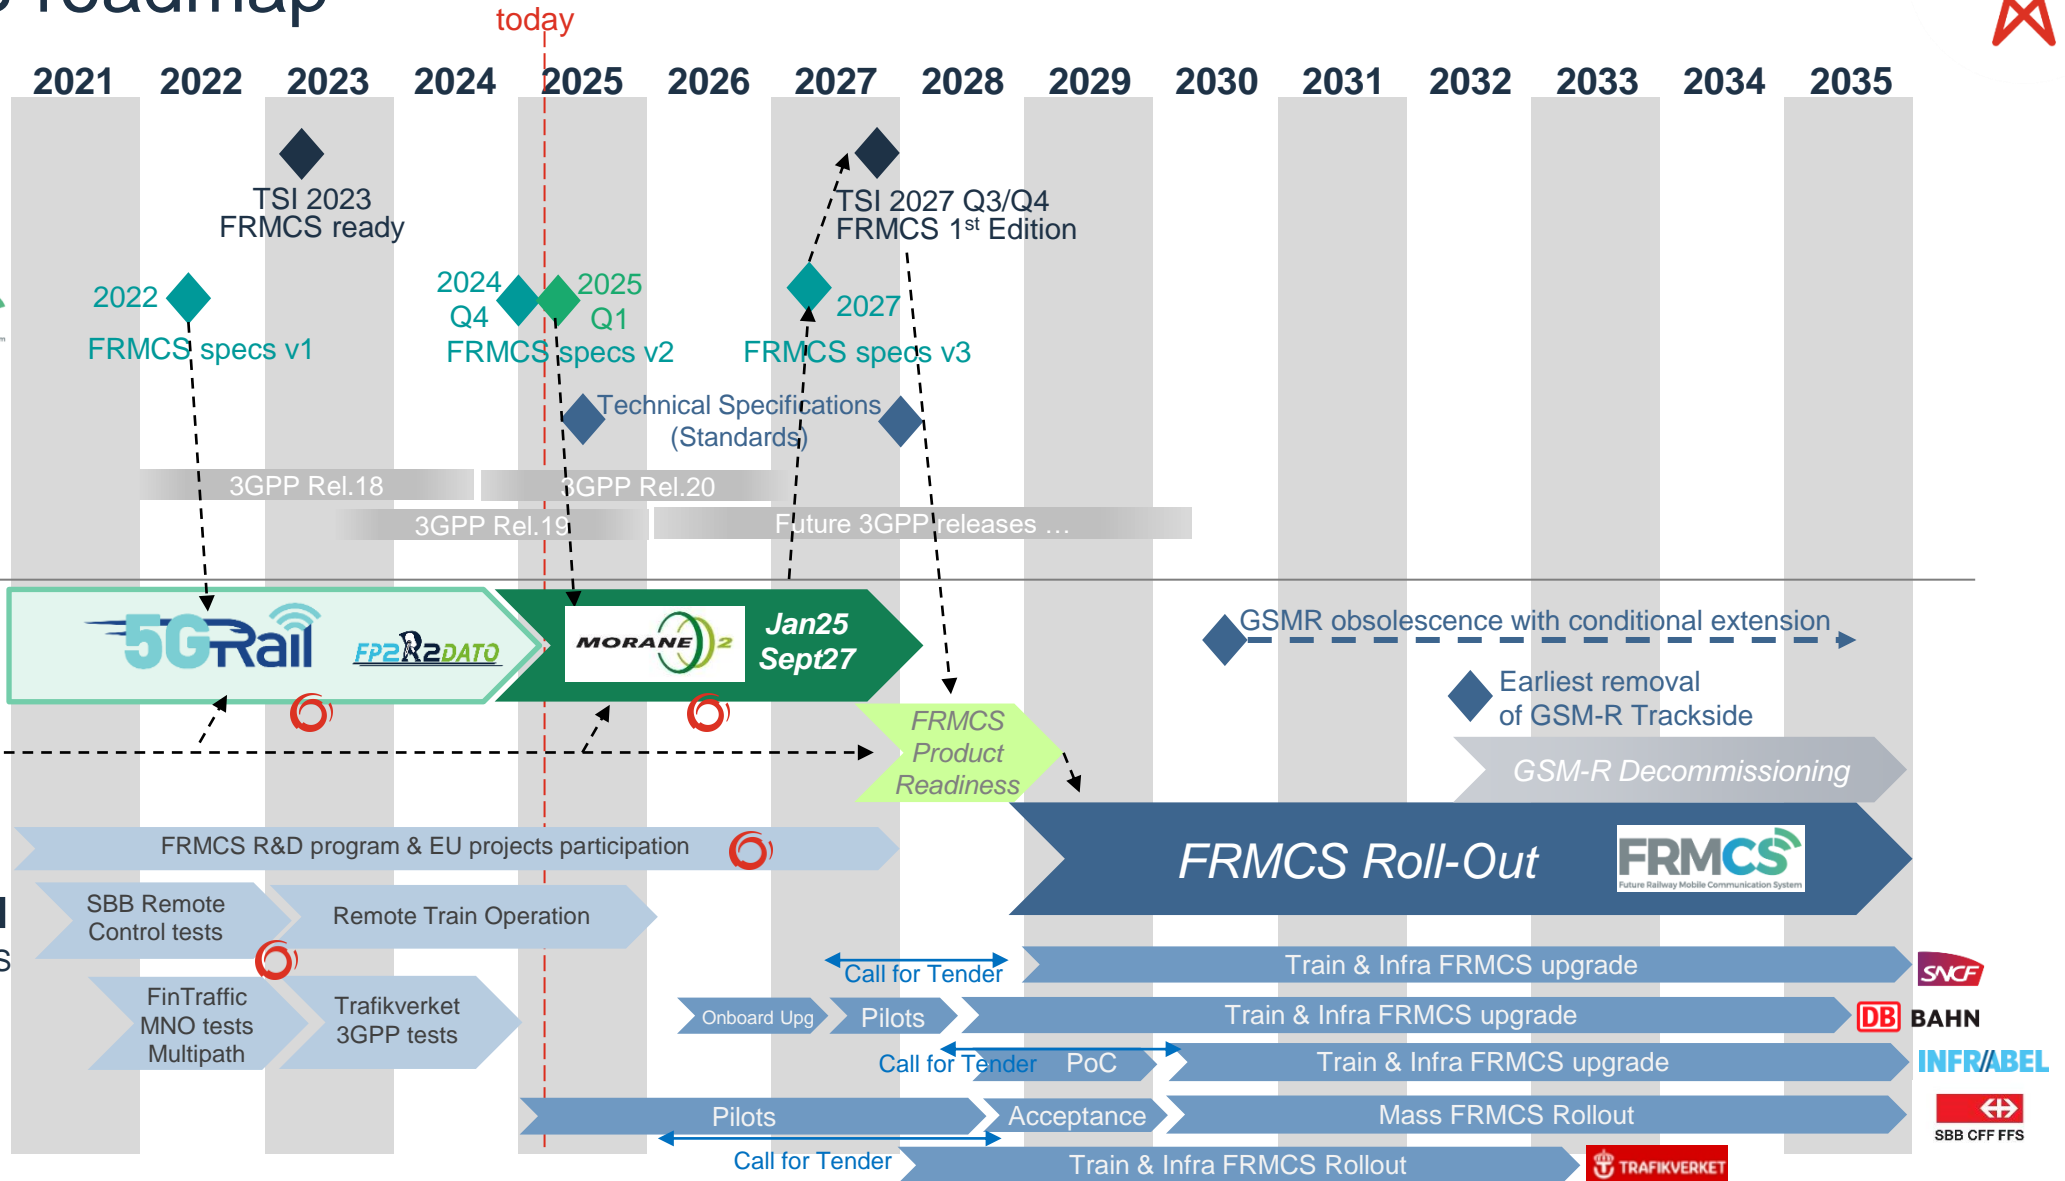 roadmap
today
2021 2022 2023 2024 2025 2026 2027 2028 2029 2030 2031 2032 2033 2034 2035
TSI 2023
FRMCS ready
TSI 2027 Q3/Q4
FRMCS 1st Edition
2022
FRMCS specs v1
2024
Q4
2025
Q1
FRMCS specs v2
2027
FRMCS specs v3
Technical Specifications
(Standards)
3GPP Rel.18
3GPP Rel.20
3GPP Rel.19
Future 3GPP releases …
5GRail
FP2R2DATO
MORANE 2
Jan25
Sept27
GSMR obsolescence with conditional extension
Earliest removal
of GSM-R Trackside
FRMCS
Product
Readiness
GSM-R Decommissioning
FRMCS R&D program & EU projects participation
FRMCS Roll-Out
FRMCS
Future Railway Mobile Communication System
SBB Remote
Control tests
Remote Train Operation
S
Call for Tender
Train & Infra FRMCS upgrade
SNCF
FinTraffic
MNO tests
Multipath
Trafikverket
3GPP tests
Onboard Upg
Pilots
Train & Infra FRMCS upgrade
DB BAHN
Call for Tender
PoC
Train & Infra FRMCS upgrade
INFRABEL
Pilots
Acceptance
Mass FRMCS Rollout
SBB CFF FFS
Call for Tender
Train & Infra FRMCS Rollout
TRAFIKVERKET